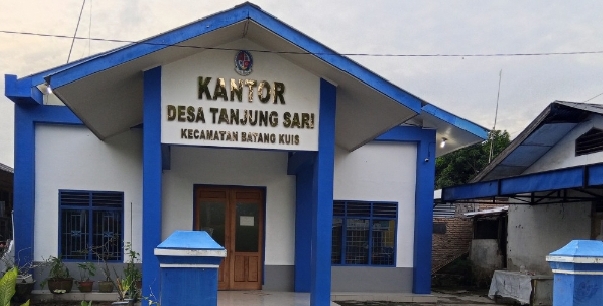 KANTOR
DESA TANJUNG SARI
KECAMATAN BATANG KUIS